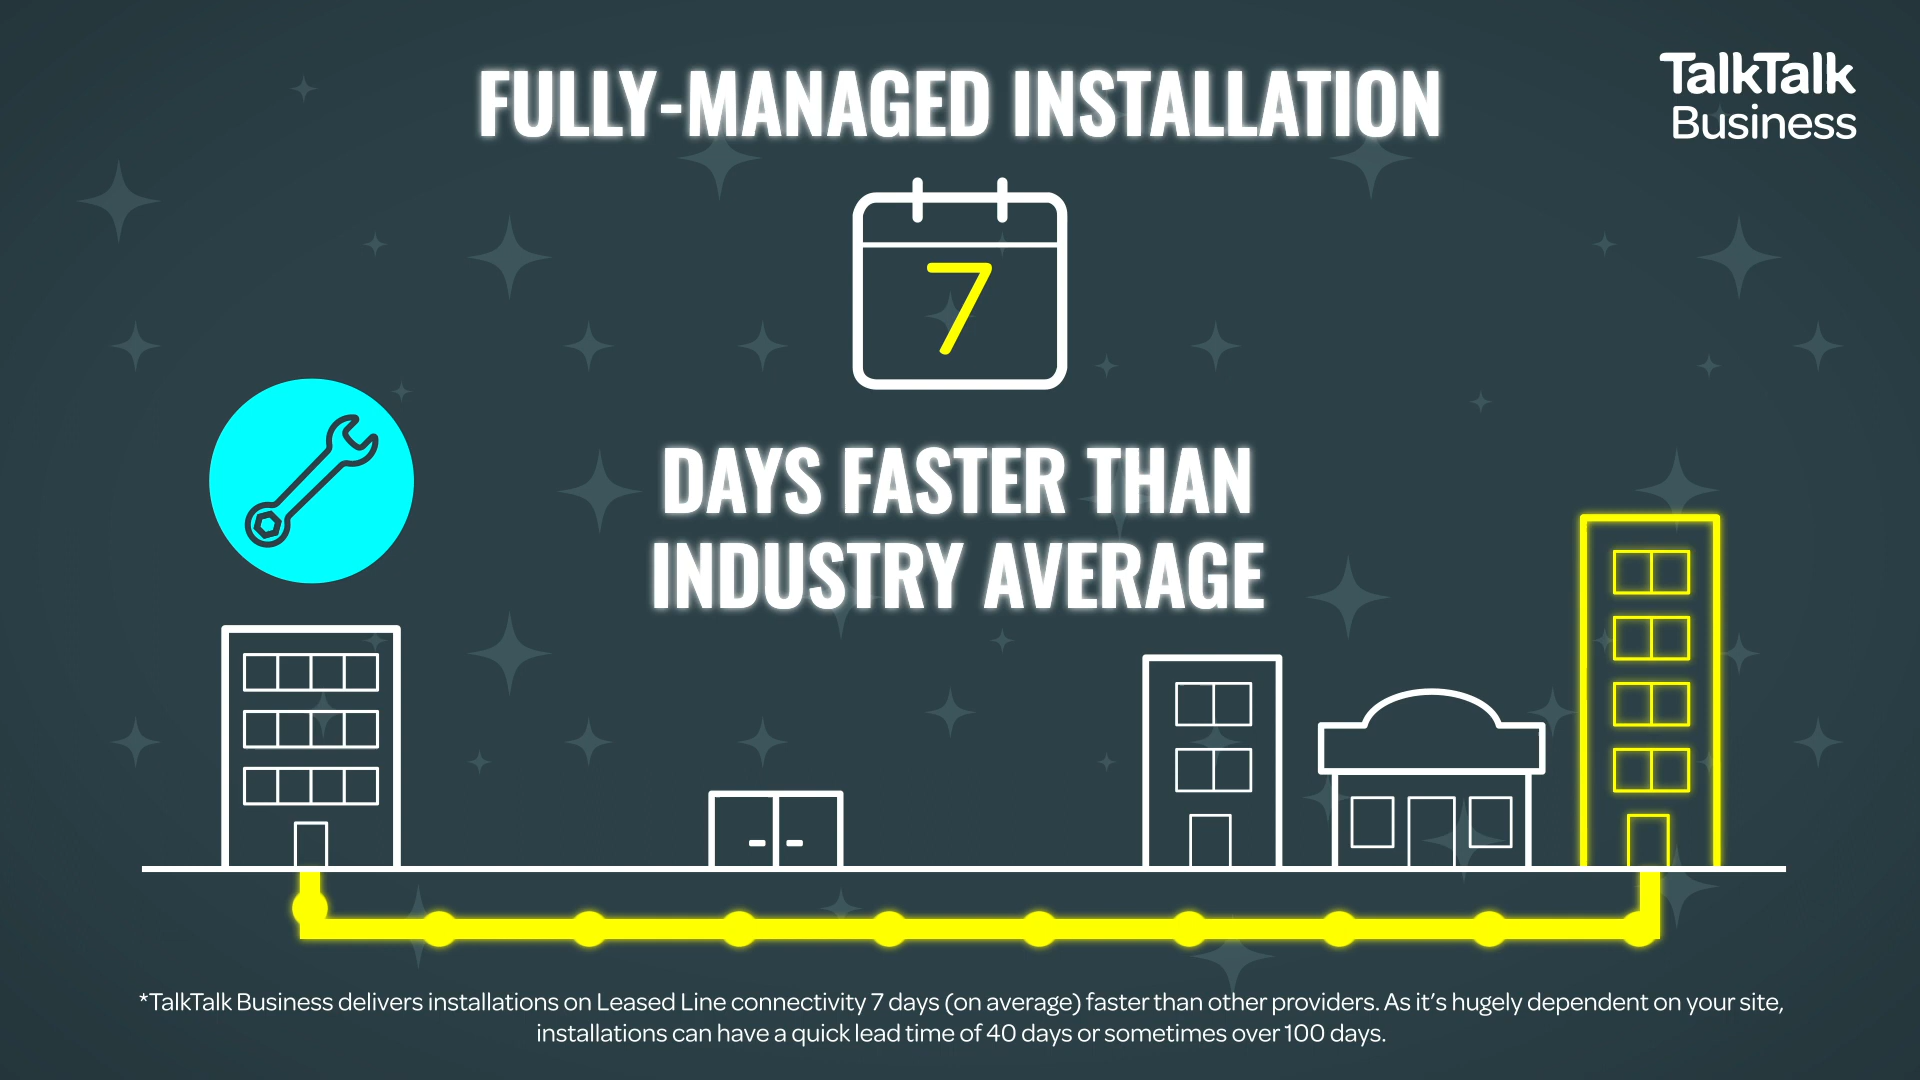 FULLY-MANAGED INSTALLATION
TalkTalk
Business
7
DAYS FASTER THAN
INDUSTRY AVERAGE
*TalkTalk Business delivers installations on Leased Line connectivity 7 days (on average) faster than other providers. As it's hugely dependent on your site,
installations can have a quick lead time of 40 days or sometimes over 100 days.